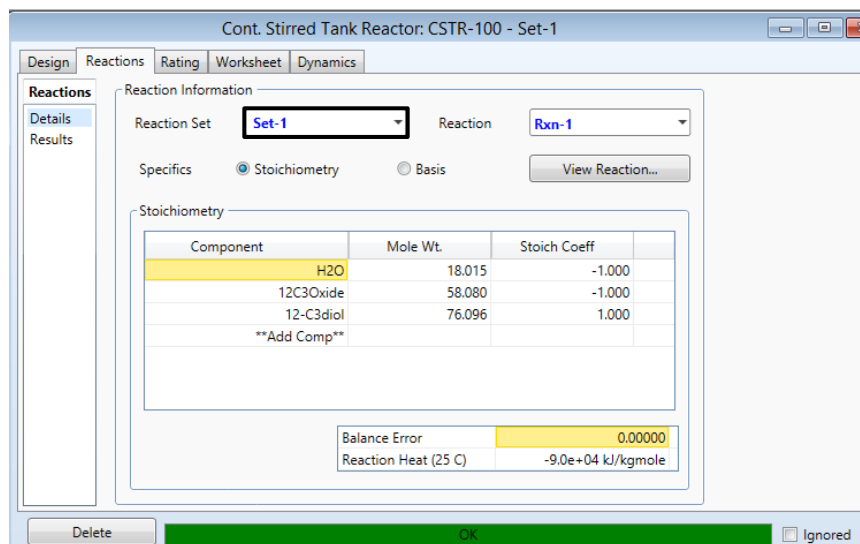 Cont. Stirred Tank Reactor: CSTR-100 - Set-1
Design Reactions Rating Worksheet Dynamics
Reactions
Details
Results
Reaction Information
Reaction Set Set-1 Reaction Rxn-1
Specifics Stoichiometry Basis View Reaction...
Stoichiometry
Component Mole Wt. Stoich Coeff
H2O 18.015 -1.000
12C3Oxide 58.080 -1.000
12-C3diol 76.096 1.000
**Add Comp**
Balance Error 0.00000
Reaction Heat (25 C) -9.0e+04 kJ/kgmole
Delete OK Ignored